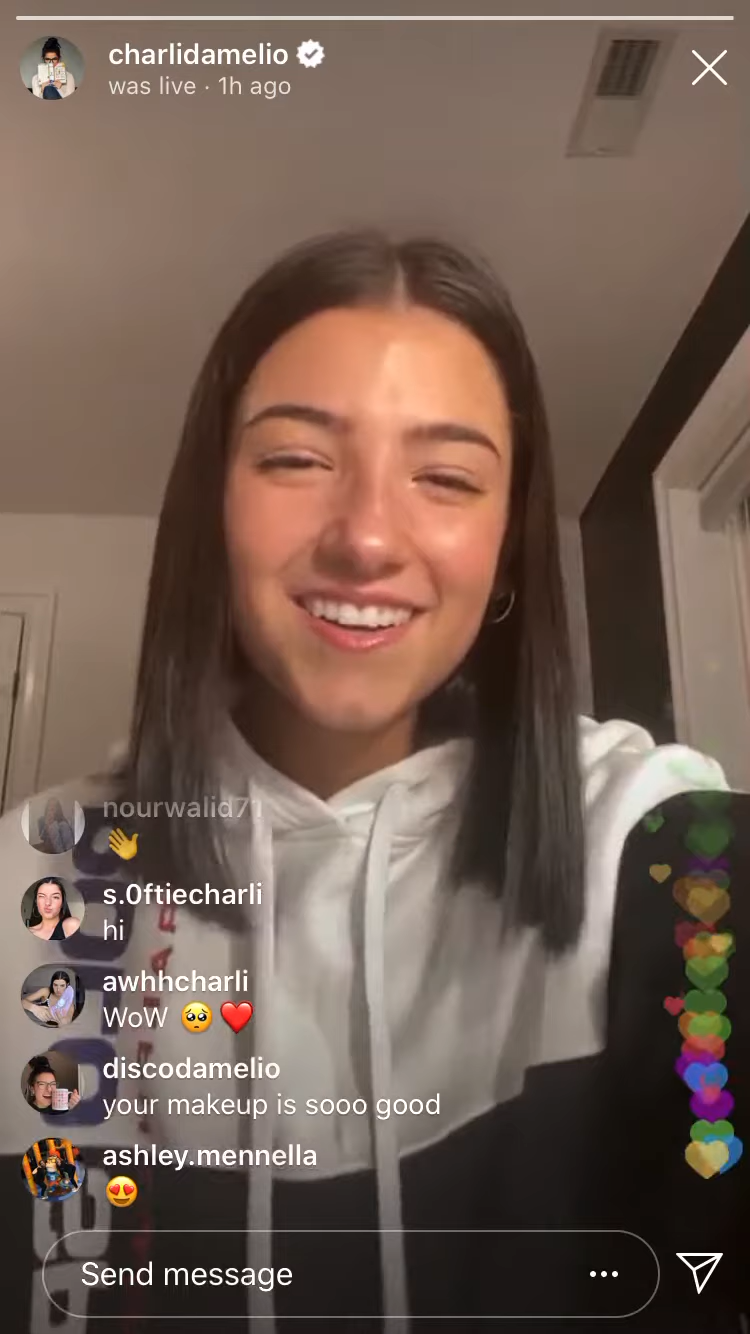 charlidamelio
was live · 1h ago
nourwalid71
👋
s.0ftiecharli
hi
awhhcharli
WoW 🥺❤️
discodamelio
your makeup is sooo good
ashley.mennella
😍
Send message